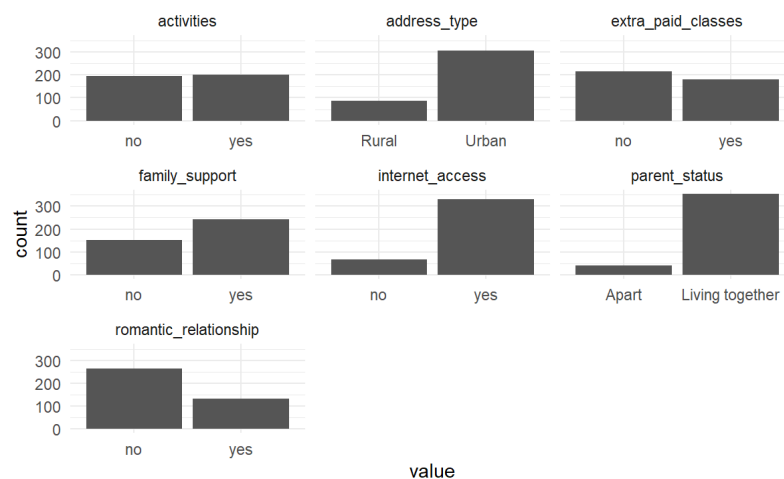 activities address_type extra_paid_classes
300
200
100
0
no yes Rural Urban no yes
family_support internet_access parent_status
300
200
100
0
no yes no yes Apart Living together
romantic_relationship
300
200
100
0
no yes
count
value